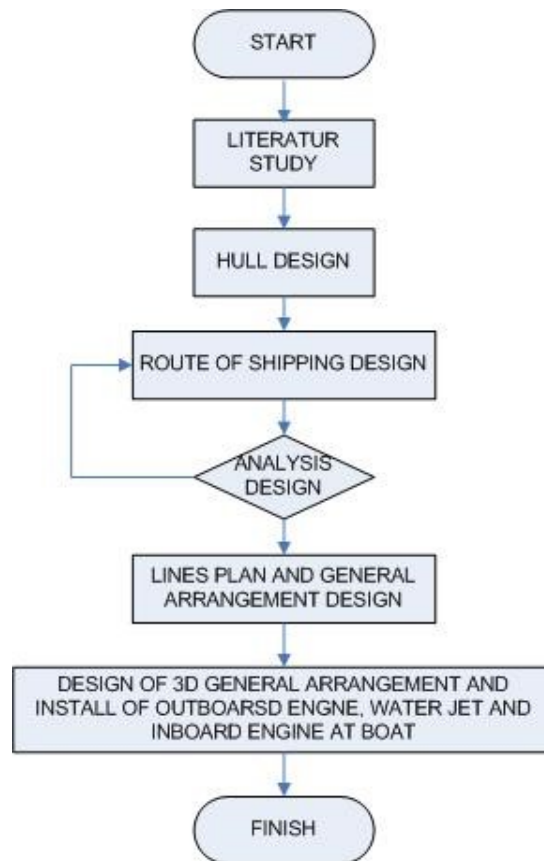 START
LITERATUR
STUDY
HULL DESIGN
ROUTE OF SHIPPING DESIGN
ANALYSIS
DESIGN
LINES PLAN AND GENERAL
ARRANGEMENT DESIGN
DESIGN OF 3D GENERAL ARRANGEMENT AND
INSTALL OF OUTBOARSD ENGNE, WATER JET AND
INBOARD ENGINE AT BOAT
FINISH